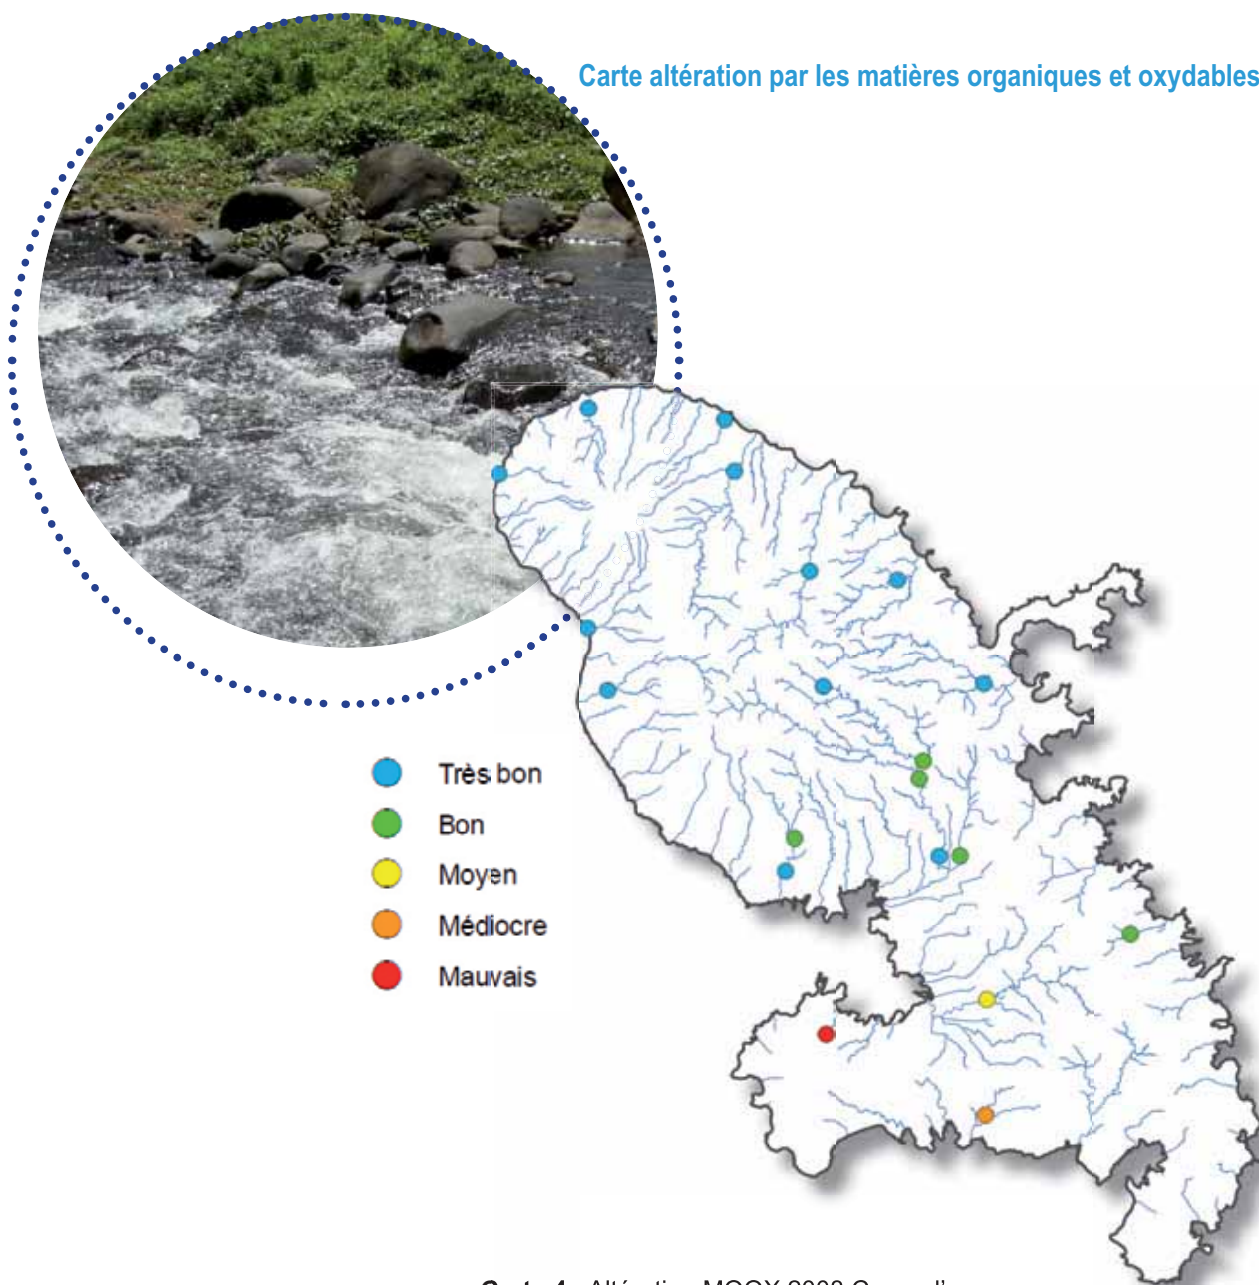 Carte altération par les matières organiques et oxydables
Très bon
Bon
Moyen
Médiocre
Mauvais